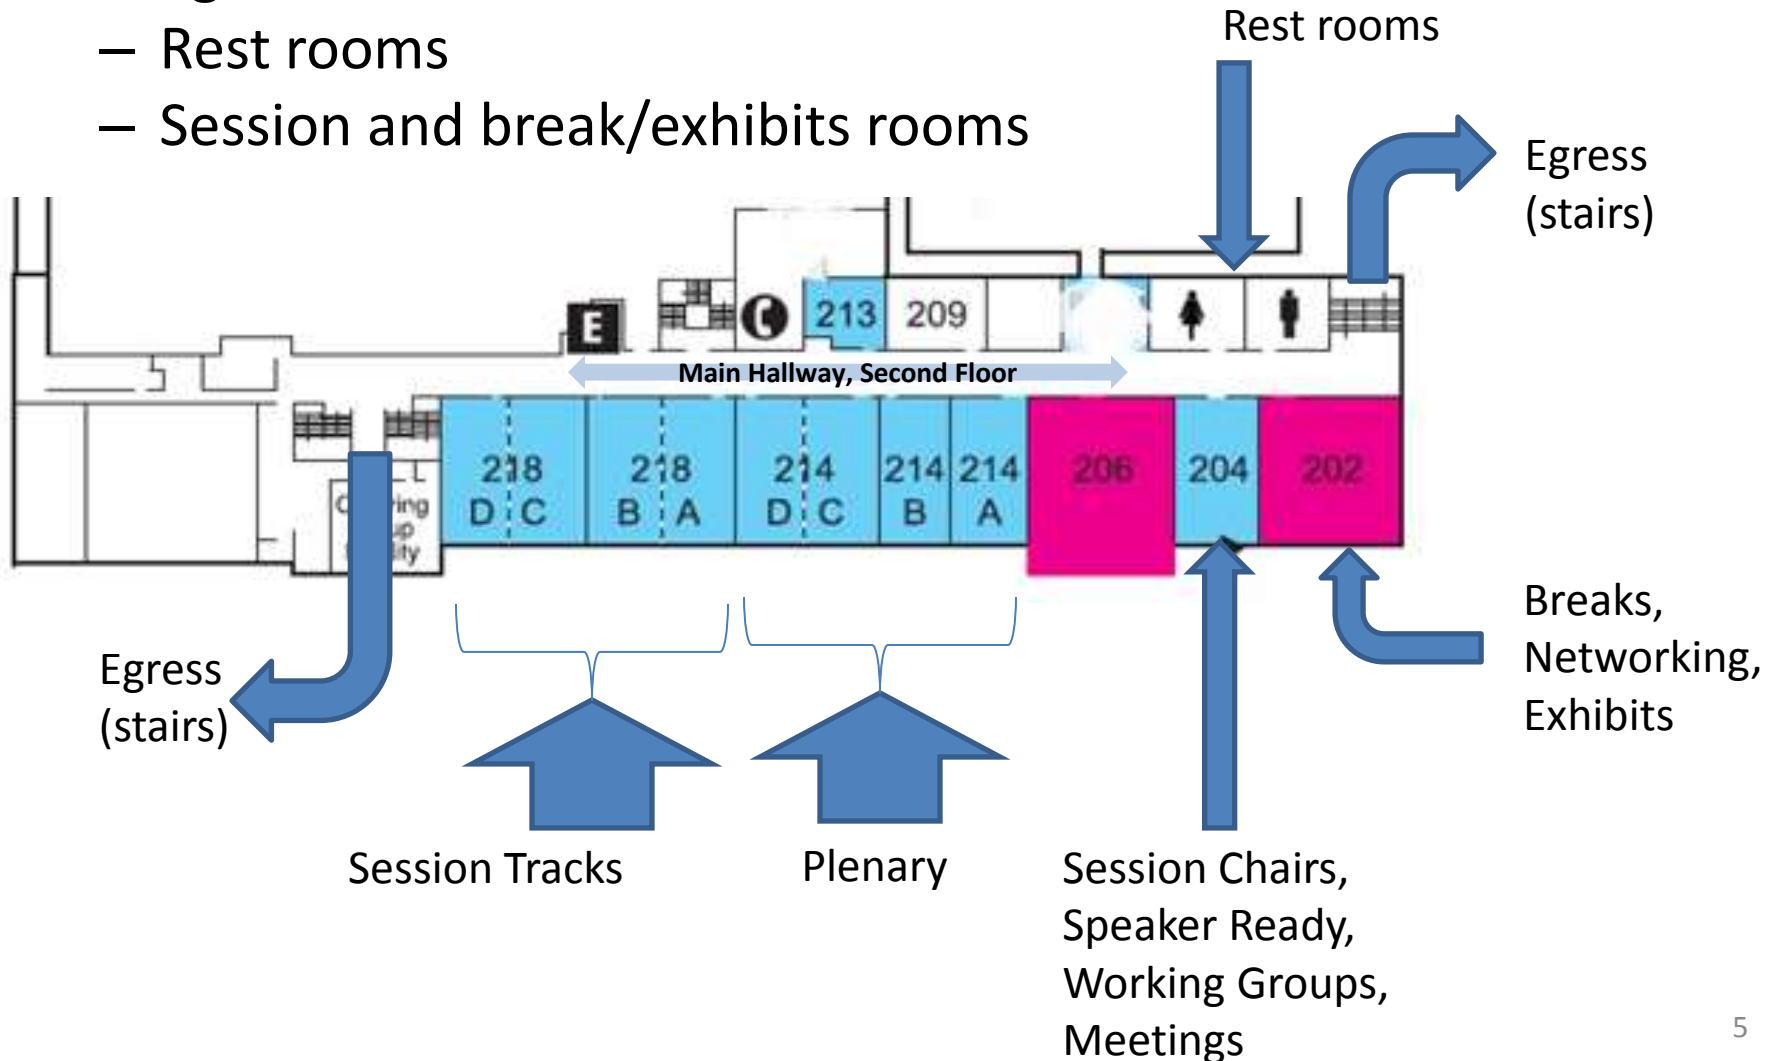 – Rest rooms
– Session and break/exhibits rooms
Rest rooms
Egress
(stairs)
E
213
209
Main Hallway, Second Floor
218
D C
218
B A
214
D C
214
B
214
A
206
204
202
Egress
(stairs)
Breaks,
Networking,
Exhibits
Session Tracks
Plenary
Session Chairs,
Speaker Ready,
Working Groups,
Meetings
5